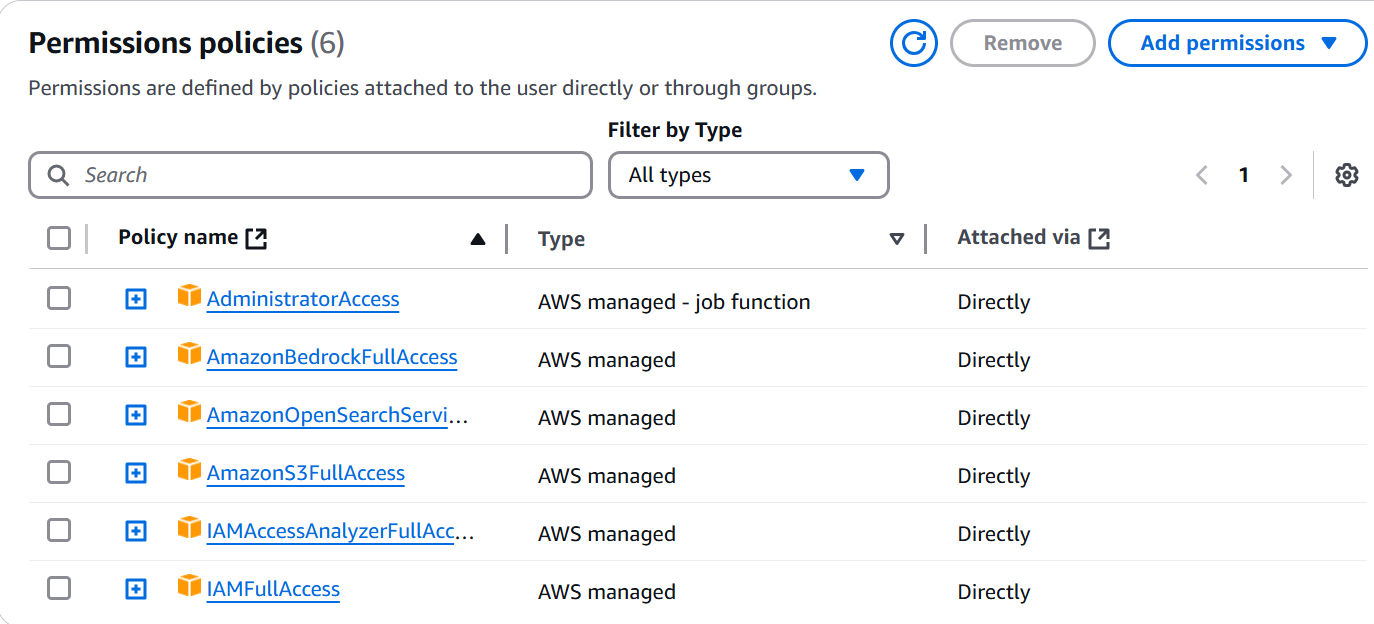 Permissions policies (6)
Remove
Add permissions
Permissions are defined by policies attached to the user directly or through groups.
Filter by Type
Search
All types
1
Policy name
Type
Attached via
AdministratorAccess AWS managed - job function Directly
AmazonBedrockFullAccess AWS managed Directly
AmazonOpenSearchServi... AWS managed Directly
AmazonS3FullAccess AWS managed Directly
IAMAccessAnalyzerFullAcc... AWS managed Directly
IAMFullAccess AWS managed Directly